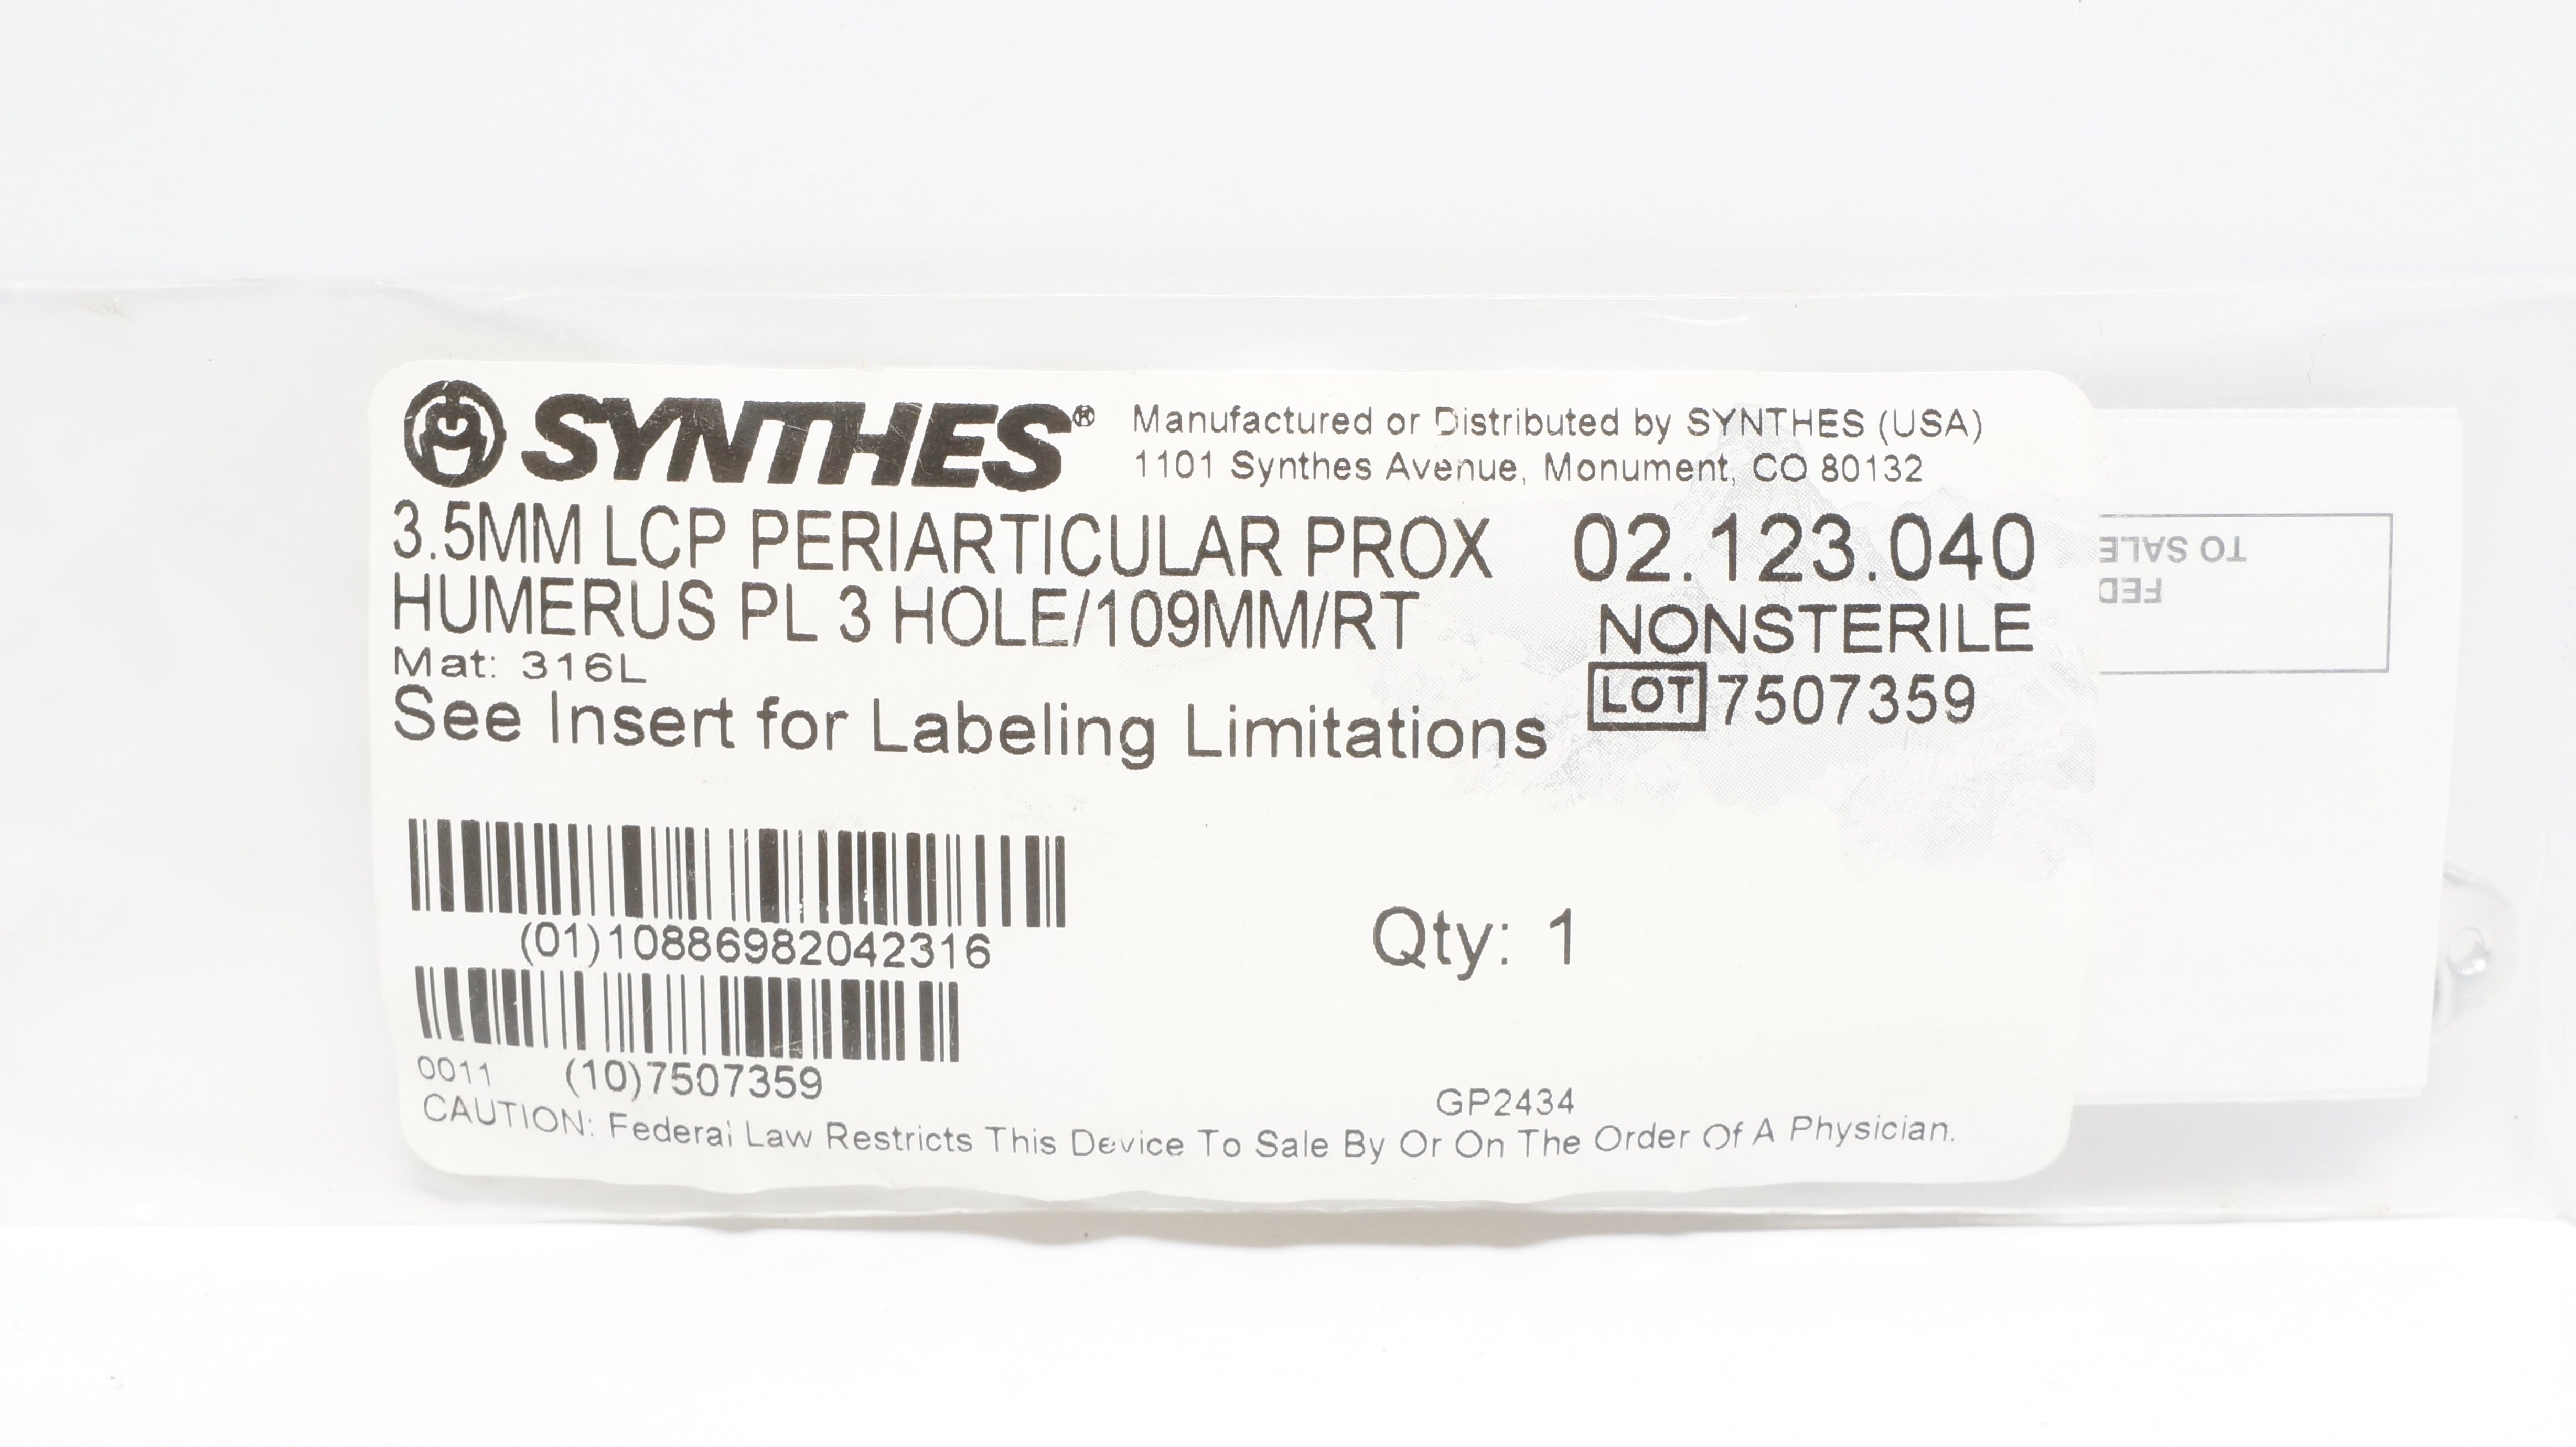 SYNTHES®
Manufactured or Distributed by SYNTHES (USA)
1101 Synthes Avenue, Monument, CO 80132
3.5MM LCP PERIARTICULAR PROX
HUMERUS PL 3 HOLE/109MM/RT
Mat: 316L
See Insert for Labeling Limitations
02.123.040
NONSTERILE
LOT 7507359
(01)10886982042316
Qty: 1
0011 (10)7507359
GP2434
CAUTION: Federal Law Restricts This Device To Sale By Or On The Order Of A Physician.
FED
TO SALE